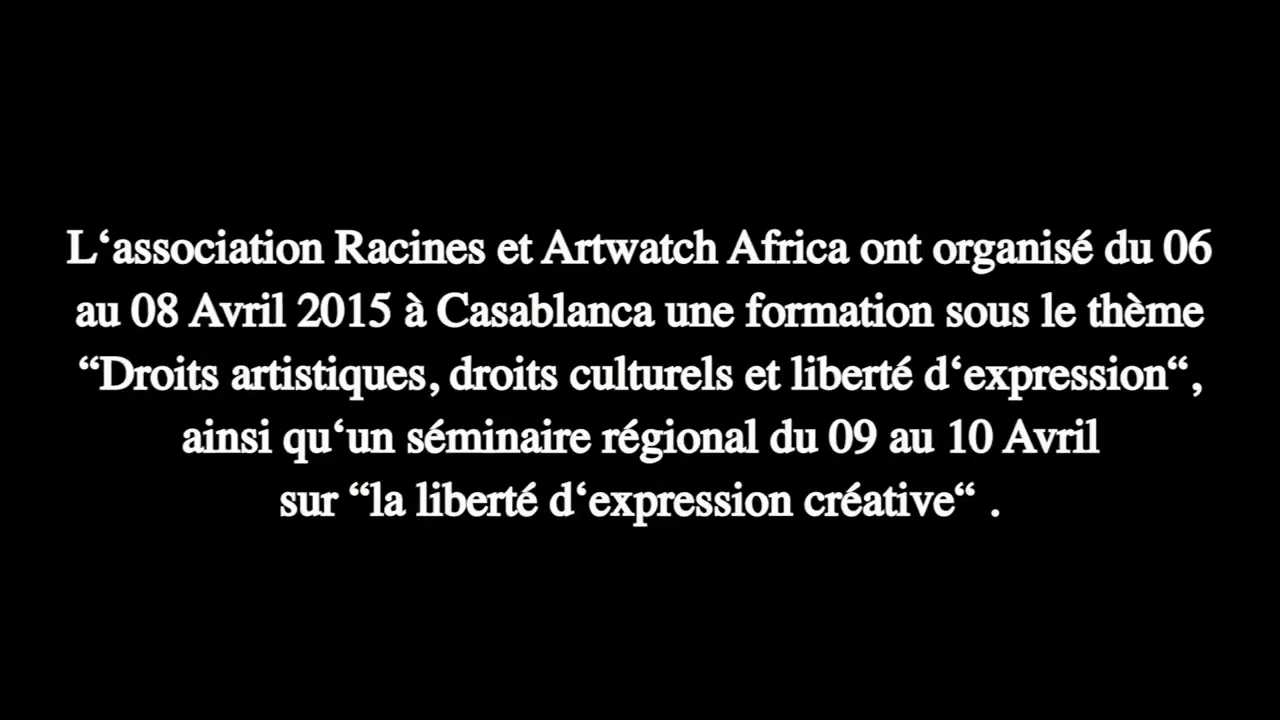 L‘association Racines et Artwatch Africa ont organisé du 06
au 08 Avril 2015 à Casablanca une formation sous le thème
“Droits artistiques, droits culturels et liberté d‘expression“,
ainsi qu‘un séminaire régional du 09 au 10 Avril
sur “la liberté d‘expression créative“ .